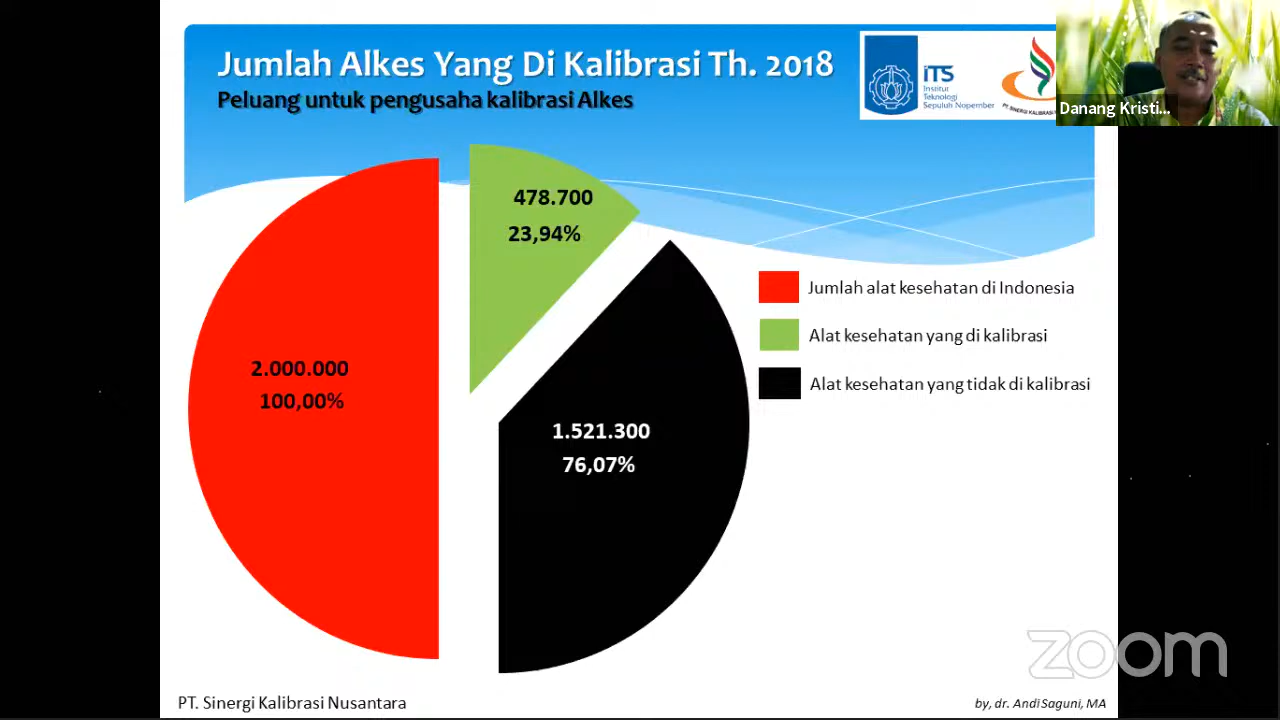 Jumlah Alkes Yang Di Kalibrasi Th. 2018
Peluang untuk pengusaha kalibrasi Alkes
iTS
Institut
Teknologi
Sepuluh Nopember
PT. SINERGI KALIBRASI
Danang Kristi...
478.700
23,94%
2.000.000
100,00%
1.521.300
76,07%
Jumlah alat kesehatan di Indonesia
Alat kesehatan yang di kalibrasi
Alat kesehatan yang tidak di kalibrasi
zoom
PT. Sinergi Kalibrasi Nusantara
by, dr. Andi Saguni, MA